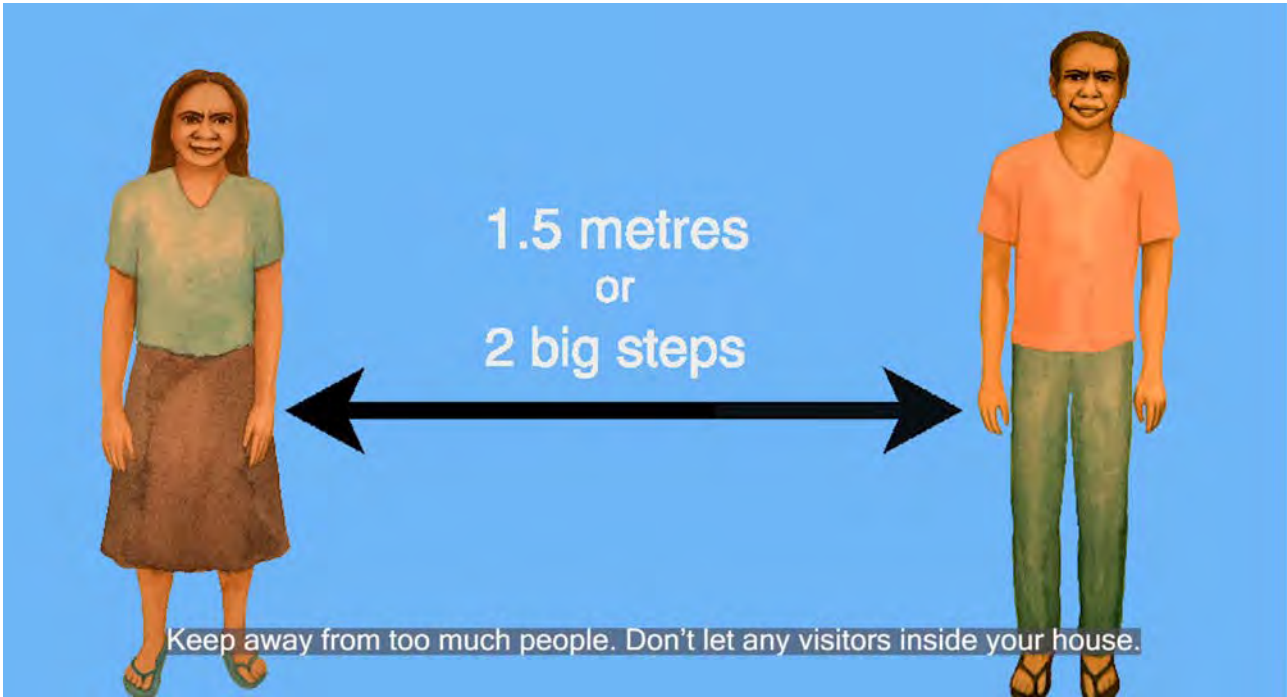 1.5 metres
or
2 big steps
Keep away from too much people. Don't let any visitors inside your house.